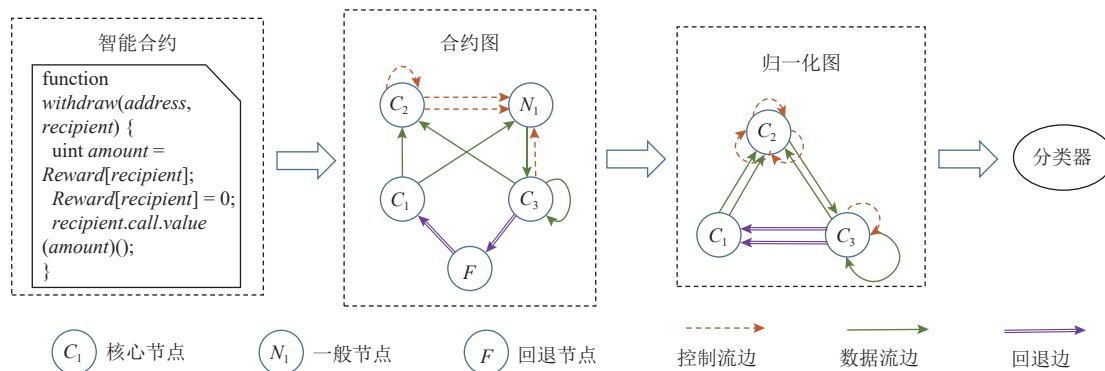 智能合约
function
withdraw(address,
recipient) {
uint amount =
Reward[recipient];
Reward[recipient] = 0;
recipient.call.value
(amount)();
}
合约图
C₂
N₁
C₁
C₃
F
归一化图
C₂
C₁
C₃
分类器
C₁ 核心节点
N₁ 一般节点
F 回退节点
控制流边
数据流边
回退边